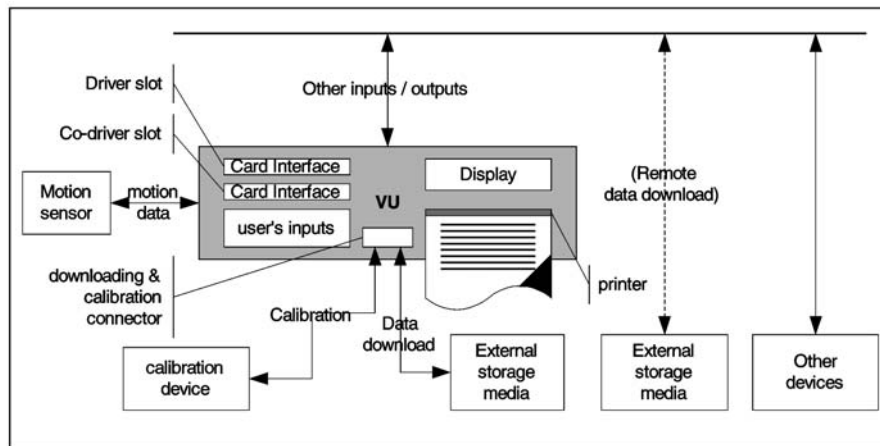 Driver slot
Other inputs / outputs
Co-driver slot
Card Interface
Card Interface
Display
(Remote
data download)
Motion
sensor
motion
data
VU
user's inputs
downloading &
calibration
connector
printer
Calibration
Data
download
calibration
device
External
storage
media
External
storage
media
Other
devices